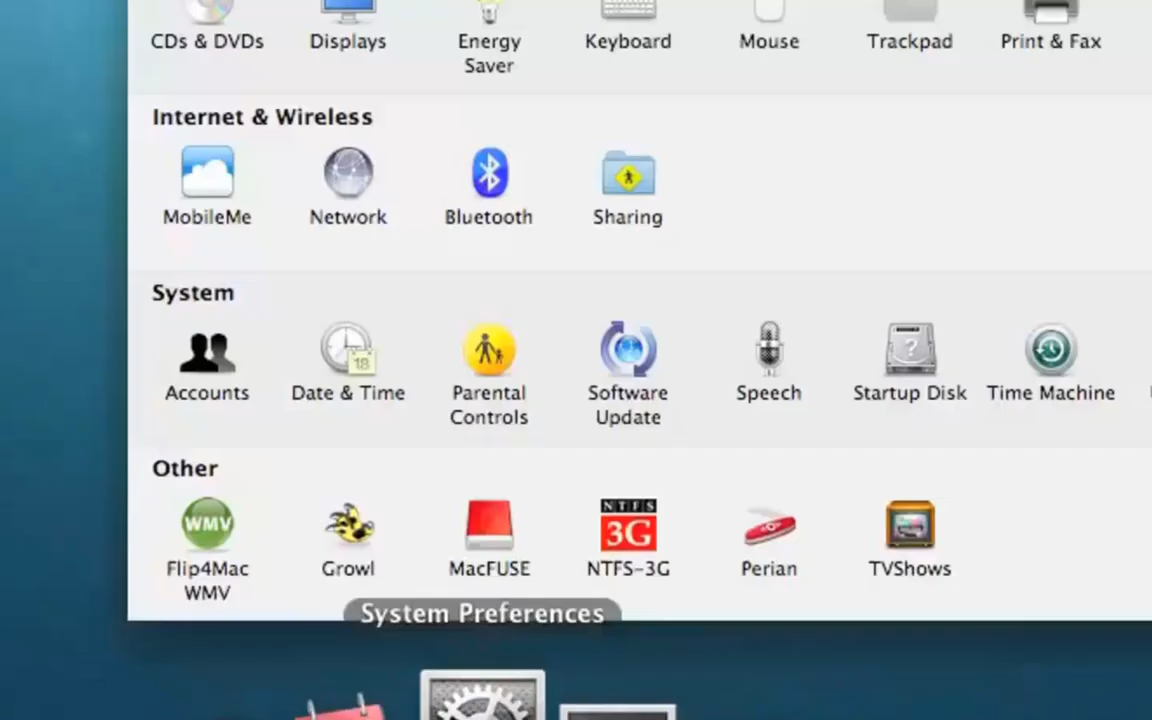 CDs & DVDs Displays Energy Saver Keyboard Mouse Trackpad Print & Fax
Internet & Wireless
MobileMe Network Bluetooth Sharing
System
18
Accounts Date & Time Parental Controls Software Update Speech Startup Disk Time Machine
Other
WMV NTFS 3G
Flip4Mac WMV Growl MacFUSE NTFS-3G Perian TVShows
System Preferences